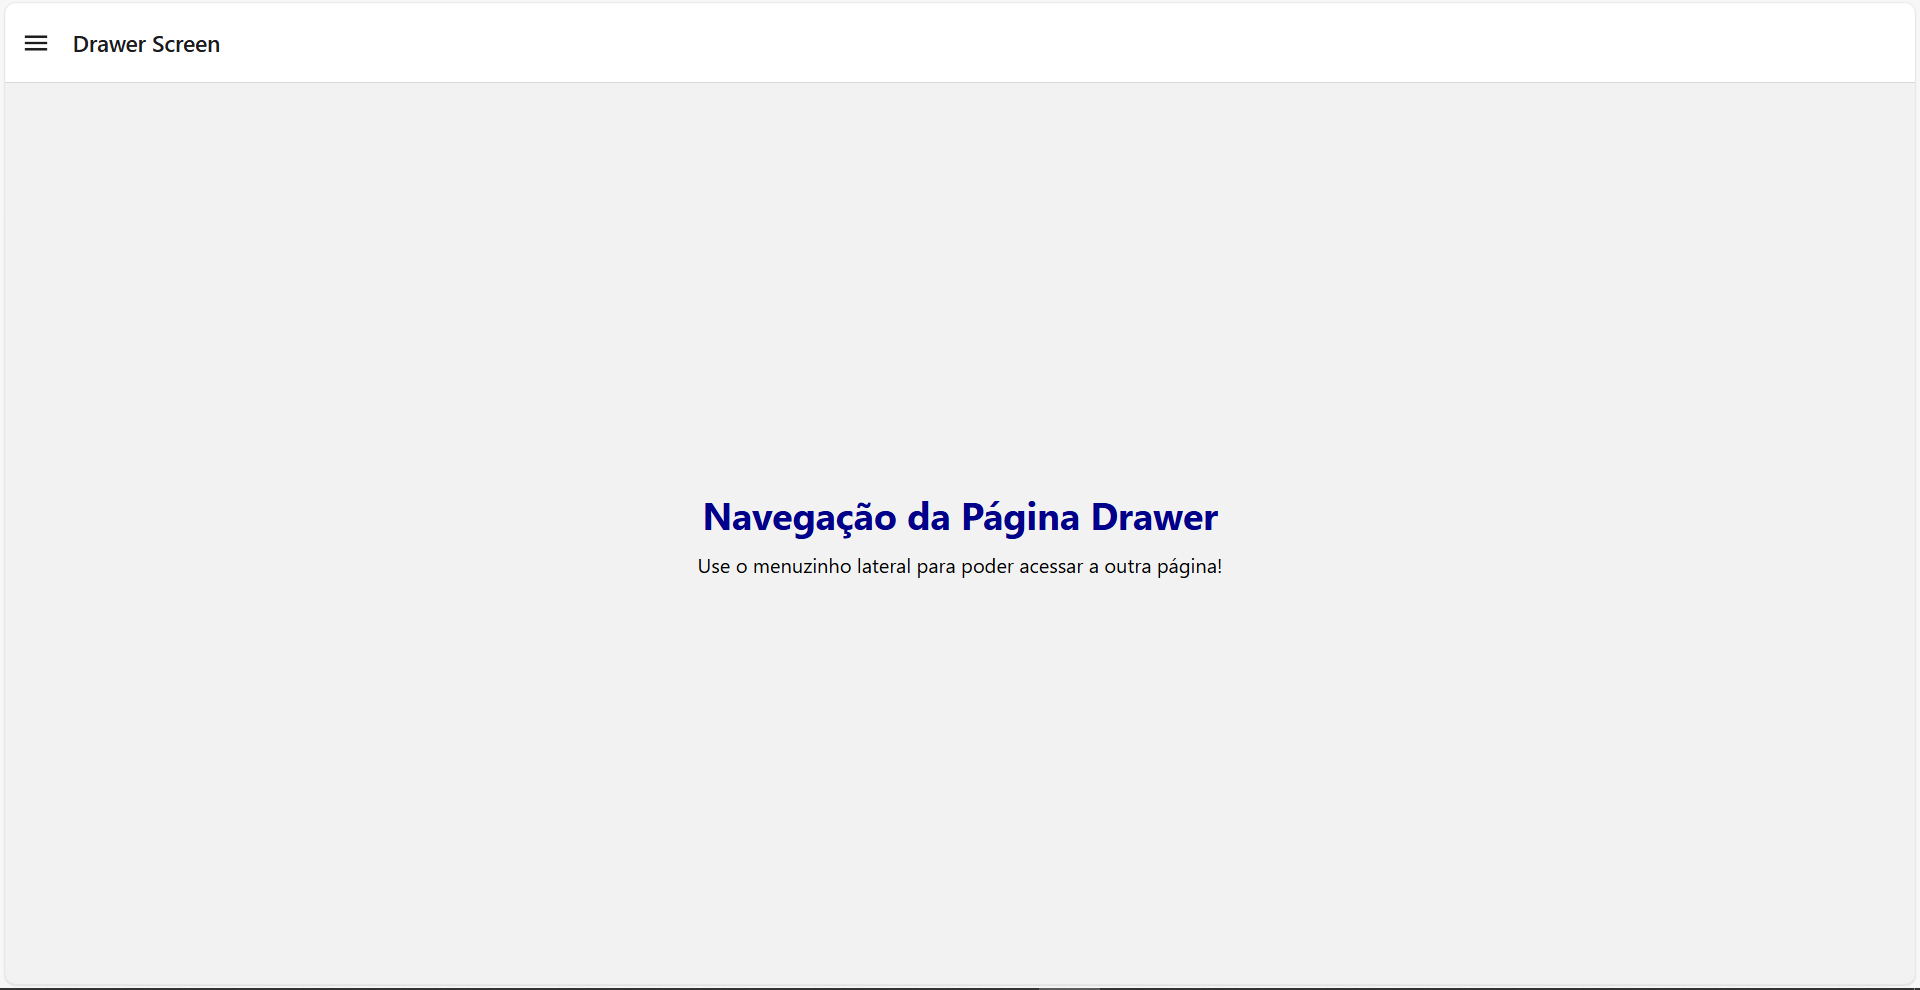 Drawer Screen
Navegação da Página Drawer
Use o menuzinho lateral para poder acessar a outra página!